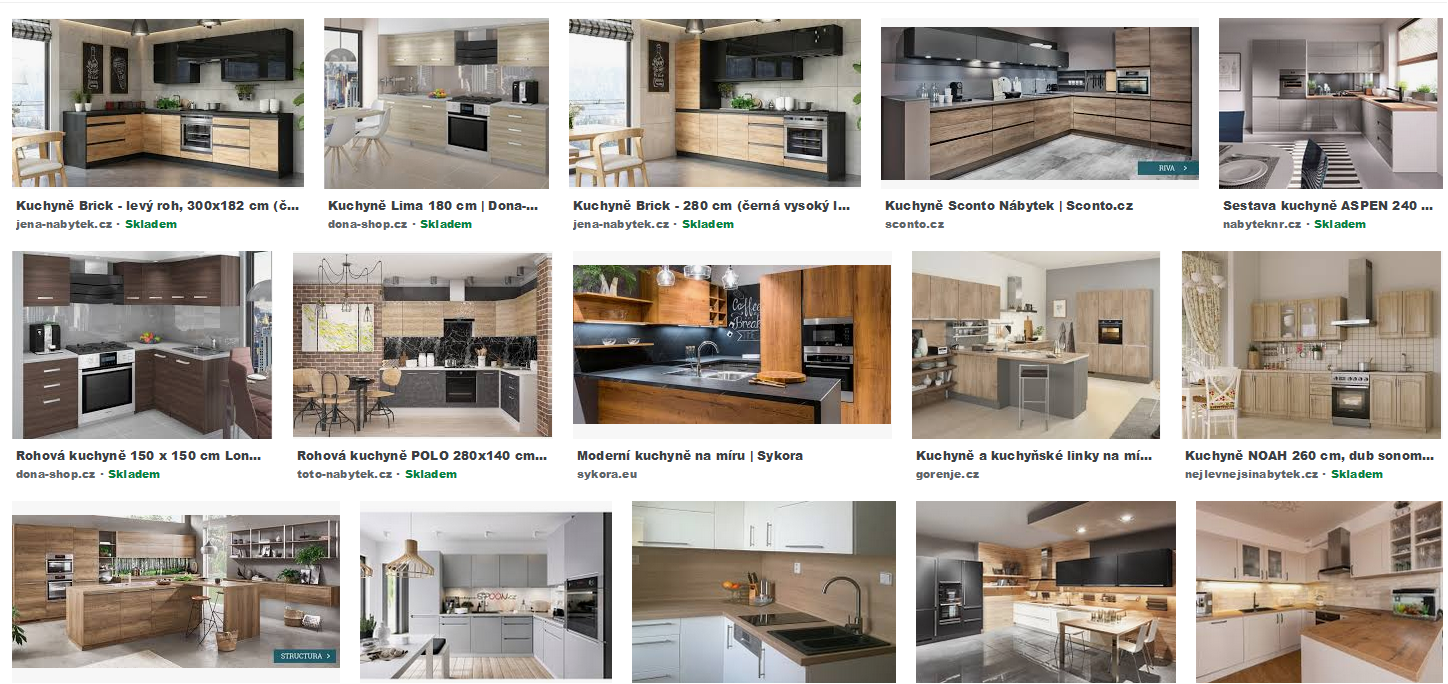 RIVA
Kuchyně Brick - levý roh, 300x182 cm (č...
jena-nabytek.cz · Skladem
Kuchyně Lima 180 cm | Dona-...
dona-shop.cz · Skladem
Kuchyně Brick - 280 cm (černá vysoký l...
jena-nabytek.cz · Skladem
Kuchyně Sconto Nábytek | Sconto.cz
sconto.cz
Sestava kuchyně ASPEN 240 ...
nabyteknr.cz · Skladem
Coffee
Break
Rohová kuchyně 150 x 150 cm Lon...
dona-shop.cz · Skladem
Rohová kuchyně POLO 280x140 cm...
toto-nabytek.cz · Skladem
Moderní kuchyně na míru | Sykora
sykora.eu
Kuchyně a kuchyňské linky na mí...
gorenje.cz
Kuchyně NOAH 260 cm, dub sonom...
nejlevnejsinabytek.cz · Skladem
STRUCTURA